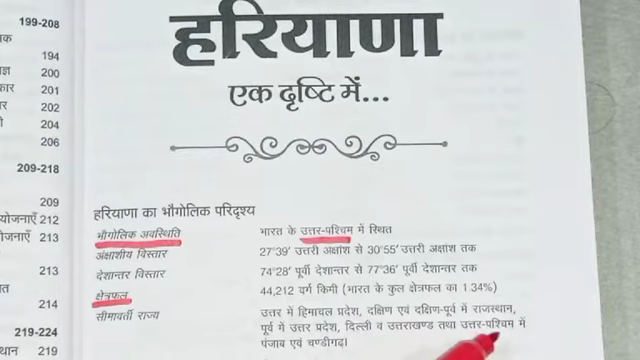 199-208
194
200
201
202
204
206
209-218
209
212
213
213
214
219-224
219
हरियाणा
एक दृष्टि में...
हरियाणा का भौगोलिक परिदृश्य
भौगोलिक अवस्थिति भारत के उत्तर-पश्चिम में स्थित
अक्षांशीय विस्तार 27°39' उत्तरी अक्षांश से 30°55' उत्तरी अक्षांश तक
देशान्तर विस्तार 74°28' पूर्वी देशान्तर से 77°36' पूर्वी देशान्तर तक
क्षेत्रफल 44,212 वर्ग किमी (भारत के कुल क्षेत्रफल का 1.34%)
सीमावर्ती राज्य उत्तर में हिमाचल प्रदेश, दक्षिण एवं दक्षिण-पूर्व में राजस्थान,
पूर्व में उत्तर प्रदेश, दिल्ली व उत्तराखण्ड तथा उत्तर-पश्चिम में
पंजाब एवं चण्डीगढ़।